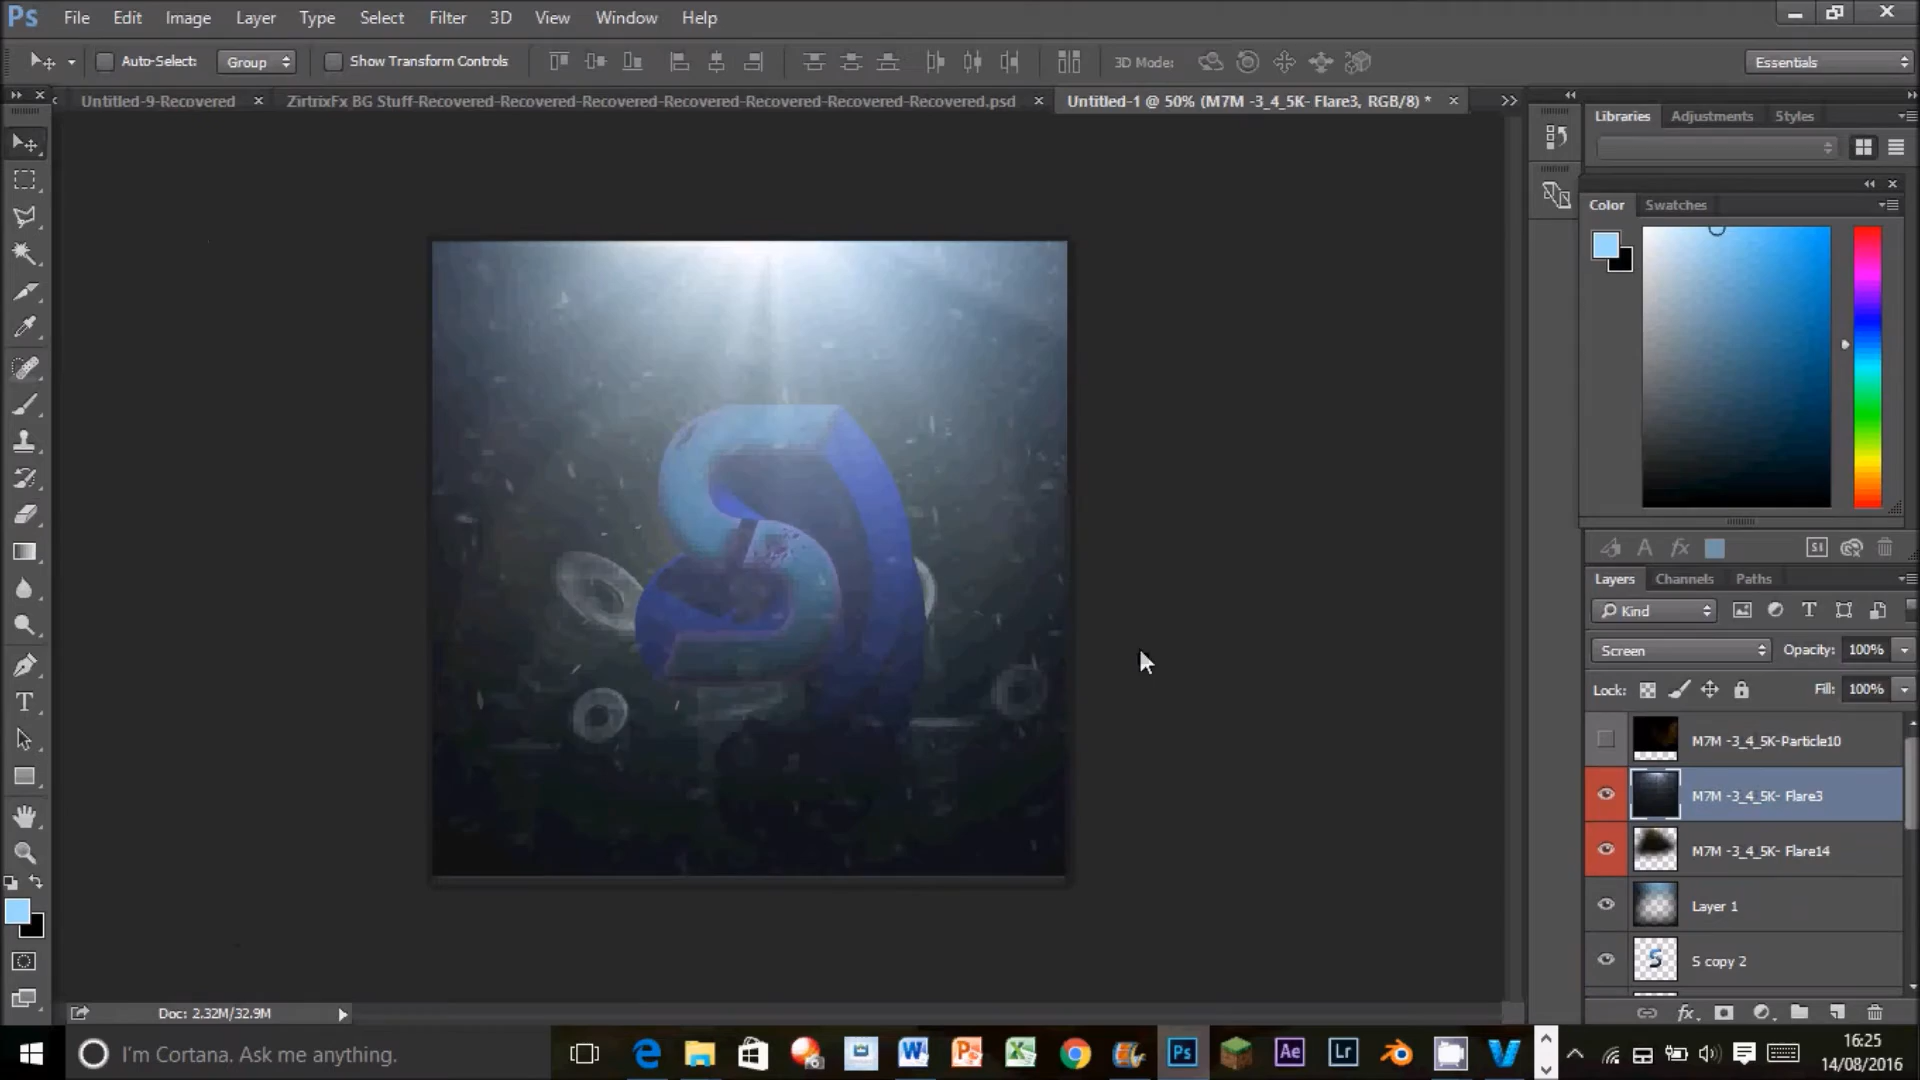 Ps File Edit Image Layer Type Select Filter 3D View Window Help
Auto-Select: Group Show Transform Controls 3D Mode: Essentials
Untitled-9-Recovered ZirtrixFx BG Stuff-Recovered-Recovered-Recovered-Recovered-Recovered-Recovered-Recovered.psd Untitled-1 @ 50% (M7M -3_4_5K- Flare3, RGB/8) *
Libraries Adjustments Styles
Color Swatches
S
Layers Channels Paths
Kind
Screen Opacity: 100%
Lock: Fill: 100%
M7M -3_4_5K-Particle10
M7M -3_4_5K- Flare3
M7M -3_4_5K- Flare14
Layer 1
S copy 2
Doc: 2.32M/32.9M
I'm Cortana. Ask me anything.
Ps Ae Lr
16:25
14/08/2016